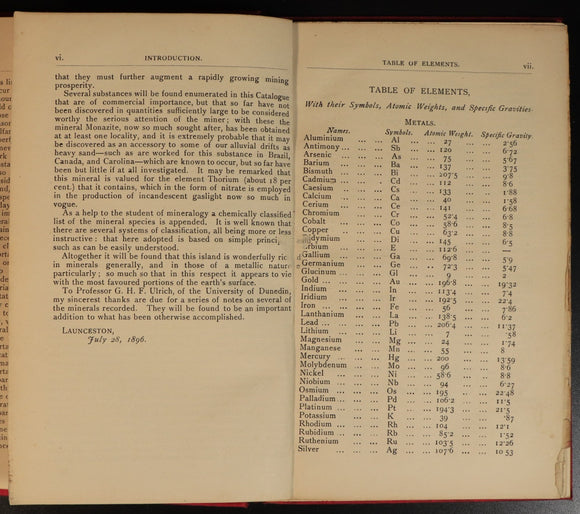 vi. INTRODUCTION.
that they must further augment a rapidly growing mining
prosperity.
Several substances will be found enumerated in this Catalogue
that are of commercial importance, but that so far have not
been discovered in quantities sufficiently large to be considered
worthy the serious attention of the miner; with these the
mineral Monazite, now so much sought after, has been obtained
at at least one locality, and it is extremely probable that it may
be discovered as an accessory to some of our alluvial drifts as
heavy sand—such as are worked for this substance in Brazil,
Canada, and Carolina—which are known to occur, but so far have
been but little if at all investigated. It may be remarked that
this mineral is valued for the element Thorium (about 18 per
cent.) that it contains, which in the form of nitrate is employed
in the production of incandescent gaslight now so much in
vogue.
As a help to the student of mineralogy a chemically classified
list of the mineral species is appended. It is well known that
there are several systems of classification, all being more or less
instructive: that here adopted is based on simple princi
such as can be easily understood.
Altogether it will be found that this island is wonderfully ric
in minerals generally, and in those of a metallic nature
particularly; so much so that in this respect it appears to vie
with the most favoured portions of the earth's surface.
To Professor G. H. F. Ulrich, of the University of Dunedin,
my sincerest thanks are due for a series of notes on several of
the minerals recorded. They will be found to be an important
addition to what has been otherwise accomplished.
LAUNCESTON,
July 28, 1896.
TABLE OF ELEMENTS. vii.
TABLE OF ELEMENTS,
With their Symbols, Atomic Weights, and Specific Gravities.
METALS.
Names. Symbols. Atomic Weight. Specific Gravity.
Aluminium ... ... Al ... ... 27 ... ... 2·56
Antimony ... ... Sb ... ... 120 ... ... 6·72
Arsenic ... ... As ... ... 75 ... ... 5·67
Barium ... ... Ba ... ... 137 ... ... 3·75
Bismuth ... ... Bi ... ... 207·5 ... ... 9·8
Cadmium ... ... Cd ... ... 112 ... ... 8·6
Caesium ... ... Cs ... ... 133 ... ... 1·88
Calcium ... ... Ca ... ... 40 ... ... 1·58
Cerium ... ... Ce ... ... 141 ... ... 6·68
Chromium ... ... Cr ... ... 52·4 ... ... 6·8
Cobalt ... ... Co ... ... 58·6 ... ... 8·5
Copper ... ... Cu ... ... 63·2 ... ... 8·8
Didymium ... ... Di ... ... 145 ... ... 6·5
Erbium ... ... E ... ... 112·6 ... ... —
Gallium ... ... Ga ... ... 69·8 ... ... 5·9
Germanium ... ... Ge ... ... 72·3 ... ... 5·47
Glucinum ... ... Gl ... ... 9 ... ... 2
Gold ... ... Au ... ... 196·8 ... ... 19·32
Indium ... ... In ... ... 113·4 ... ... 7·4
Iridium ... ... Ir ... ... 192·5 ... ... 22·4
Iron ... ... Fe ... ... 56 ... ... 7·86
Lanthanium ... ... La ... ... 138·5 ... ... 6·2
Lead ... ... Pb ... ... 206·4 ... ... 11·37
Lithium ... ... Li ... ... 7 ... ... ·58
Magnesium ... ... Mg ... ... 24 ... ... 1·74
Manganese ... ... Mn ... ... 55 ... ... 8
Mercury ... ... Hg ... ... 200 ... ... 13·59
Molybdenum ... ... Mo ... ... 96 ... ... 8·6
Nickel ... ... Ni ... ... 58·6 ... ... 8·8
Niobium ... ... Nb ... ... 94 ... ... 6·27
Osmium ... ... Os ... ... 195 ... ... 22·48
Palladium ... ... Pd ... ... 106·2 ... ... 11·5
Platinum ... ... Pt ... ... 194·3 ... ... 21·5
Potassium ... ... K ... ... 39 ... ... ·87
Rhodium ... ... Rh ... ... 104 ... ... 12·1
Rubidium ... ... Rb ... ... 85·2 ... ... 1·52
Ruthenium ... ... Ru ... ... 103·5 ... ... 12·26
Silver ... ... Ag ... ... 107·6 ... ... 10 53